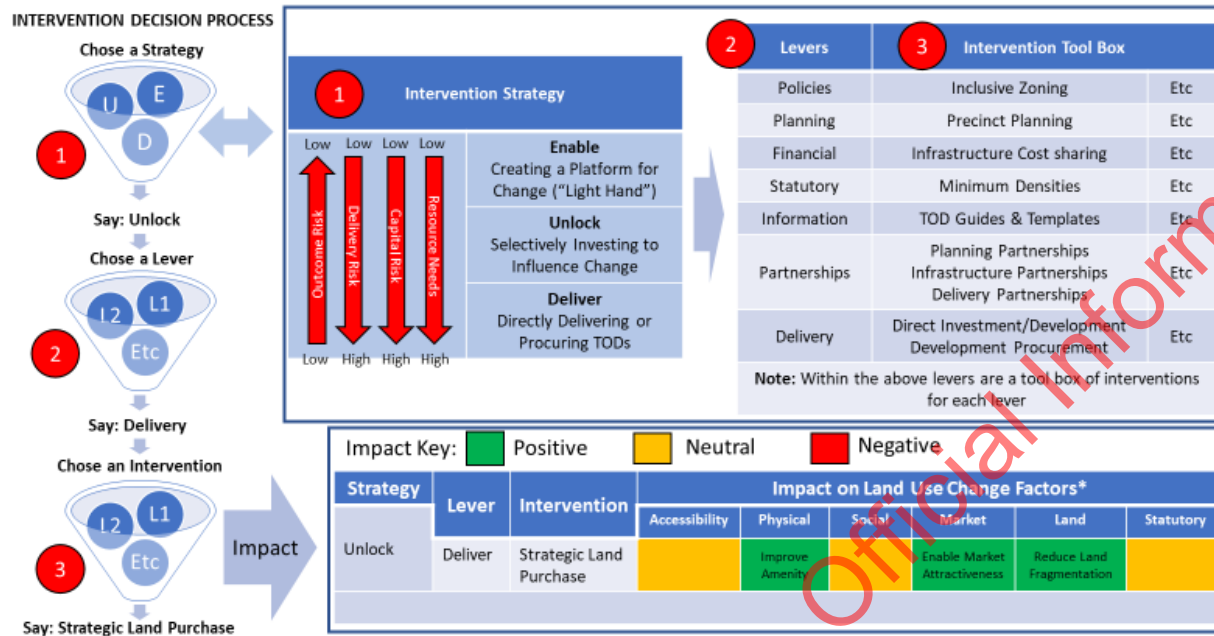 INTERVENTION DECISION PROCESS
Chose a Strategy
U
E
D
1
Say: Unlock
Chose a Lever
L2
L1
Etc
2
Say: Delivery
Chose an Intervention
L2
L1
Etc
3
Say: Strategic Land Purchase
Impact
1
Intervention Strategy
Low Low Low Low
Outcome Risk
Delivery Risk
Capital Risk
Resource Needs
Low High High High
Enable
Creating a Platform for
Change (“Light Hand”)
Unlock
Selectively Investing to
Influence Change
Deliver
Directly Delivering or
Procuring TODs
2 Levers 3 Intervention Tool Box
Policies Inclusive Zoning Etc
Planning Precinct Planning Etc
Financial Infrastructure Cost sharing Etc
Statutory Minimum Densities Etc
Information TOD Guides & Templates Etc
Planning Partnerships
Partnerships Infrastructure Partnerships Etc
Delivery Partnerships
Delivery Direct Investment/Development Etc
Development Procurement
Note: Within the above levers are a tool box of interventions
for each lever
Impact Key: Positive Neutral Negative
Strategy Lever Intervention Impact on Land Use Change Factors*
Accessibility Physical Social Market Land Statutory
Unlock Deliver Strategic Land
Purchase
Improve
Amenity
Enable Market
Attractiveness
Reduce Land
Fragmentation
Official Inform